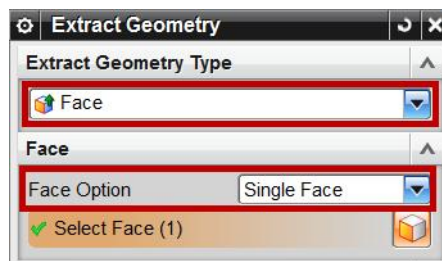 Extract Geometry
Extract Geometry Type
Face
Face
Face Option Single Face
Select Face (1)